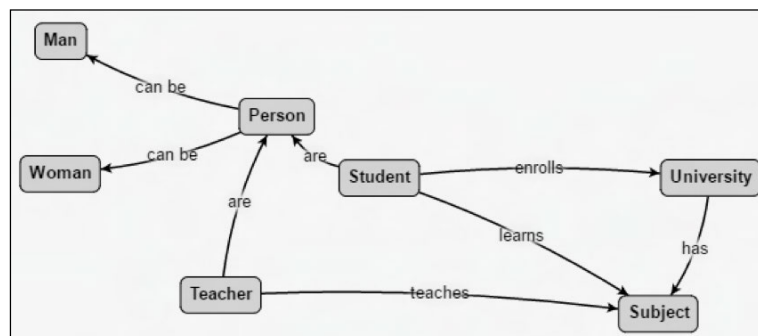 Man
can be
Person
can be
are
Woman
Student
enrolls
University
are
learns
has
Teacher
teaches
Subject